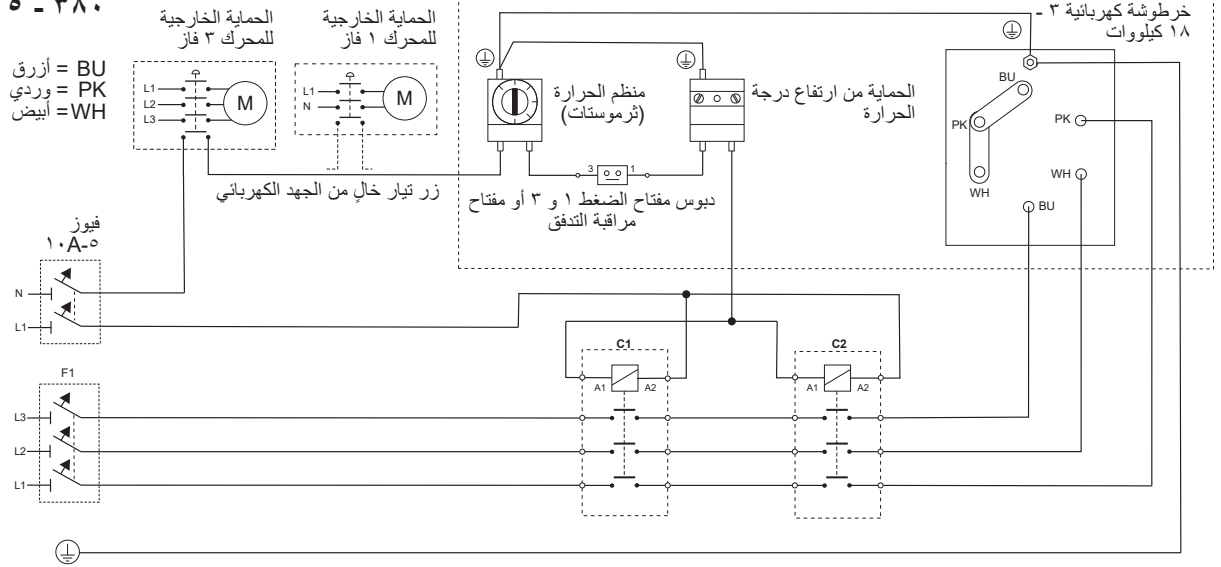 ٣٨٠ - ٥
BU = أزرق
PK = وردي
WH = أبيض
الحماية الخارجية
للمحرك ٣ فاز
L1
L2
L3
M
الحماية الخارجية
للمحرك ١ فاز
L1
N
M
زر تيار خالٍ من الجهد الكهربائي
منظم الحرارة
(ثرموستات)
الحماية من ارتفاع درجة
الحرارة
3
1
دبوس مفتاح الضغط ١ و ٣ أو مفتاح
مراقبة التدفق
خرطوشة كهربائية ٣ -
١٨ كيلووات
BU
PK
WH
PK
WH
BU
فيوز
١٠A-٥
N
L1
C1
A1
A2
C2
A1
A2
F1
L3
L2
L1